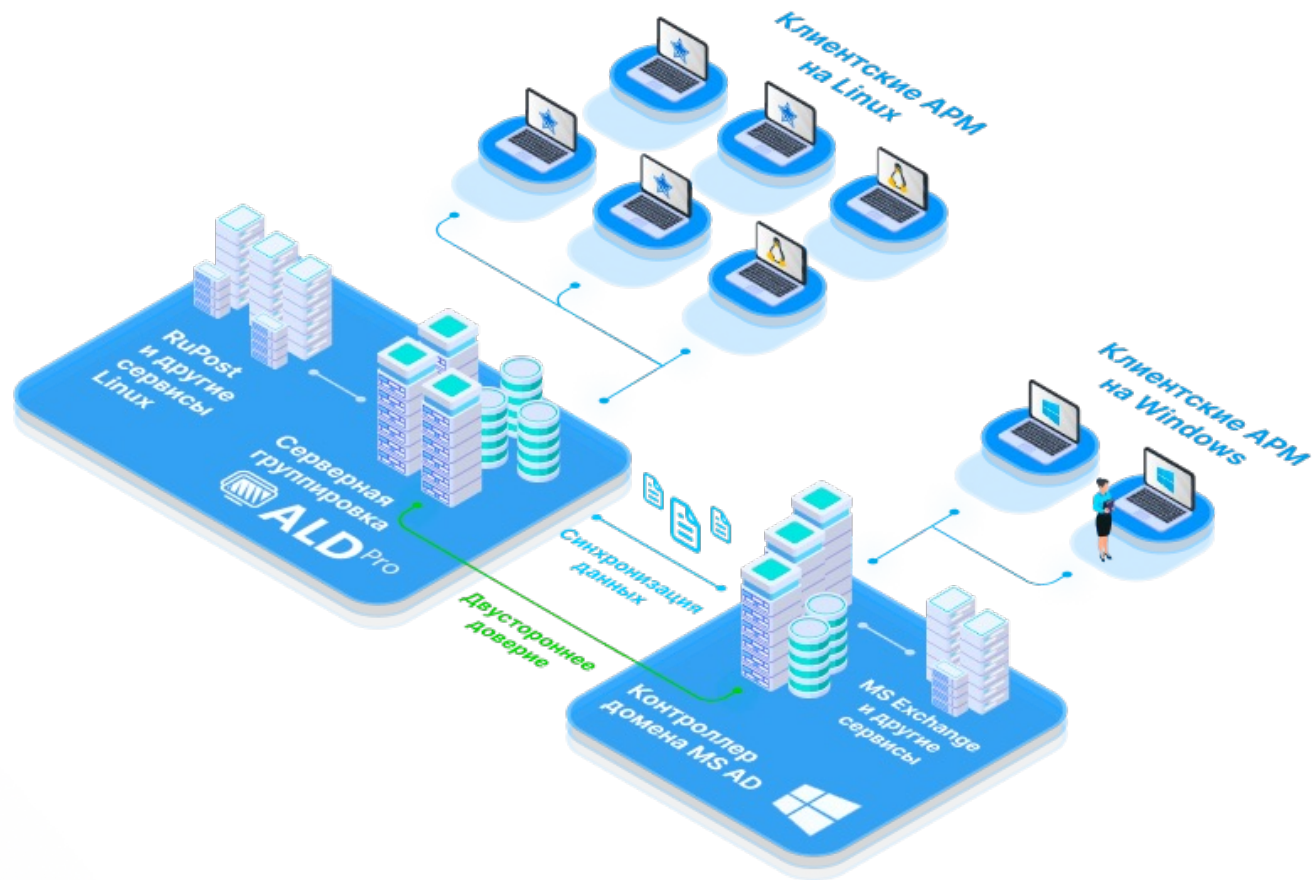 Клиентские АРМ
на Linux
RuPost
и другие
сервисы
Linux
Серверная
группировка
ALD Pro
Синхронизация
данных
Двустороннее
доверие
Клиентские АРМ
на Windows
Контроллер
домена MS AD
MS Exchange
и другие
сервисы